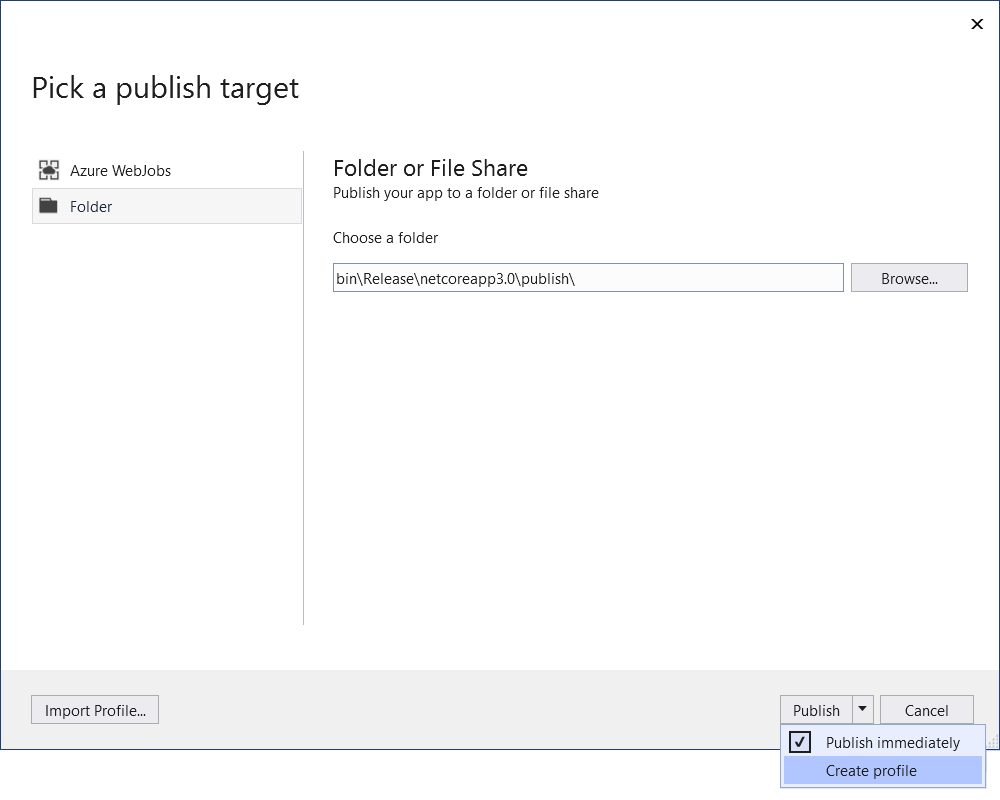 Pick a publish target
Azure WebJobs
Folder
Folder or File Share
Publish your app to a folder or file share
Choose a folder
bin\Release\netcoreapp3.0\publish\
Browse...
Import Profile...
Publish
Cancel
Publish immediately
Create profile